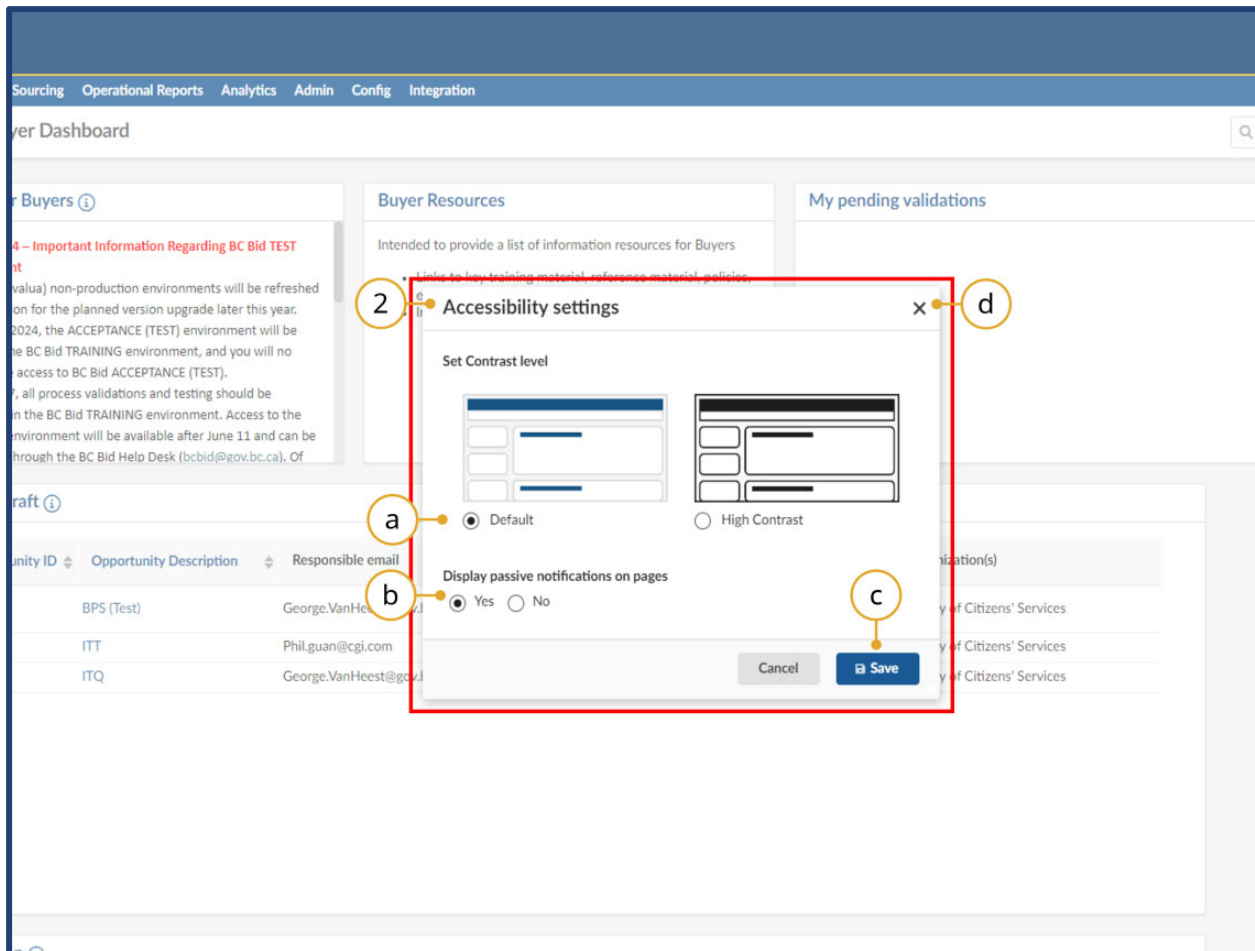 Sourcing Operational Reports Analytics Admin Config Integration
yer Dashboard
r Buyers
4 – Important Information Regarding BC Bid TEST
nt
valua) non-production environments will be refreshed
on for the planned version upgrade later this year.
2024, the ACCEPTANCE (TEST) environment will be
he BC Bid TRAINING environment, and you will no
access to BC Bid ACCEPTANCE (TEST).
7, all process validations and testing should be
in the BC Bid TRAINING environment. Access to the
environment will be available after June 11 and can be
hrough the BC Bid Help Desk (bcbid@gov.bc.ca). Of
Buyer Resources
Intended to provide a list of information resources for Buyers
Links to key training material, reference material, policies,
My pending validations
2
Accessibility settings
d
Set Contrast level
a
Default
High Contrast
Display passive notifications on pages
b
Yes
No
c
Cancel
Save
raft
unity ID Opportunity Description Responsible email nization(s)
BPS (Test) George.VanHe gov.b y of Citizens' Services
ITT Phil.guan@cgi.com y of Citizens' Services
ITQ George.VanHeest@gov.l y of Citizens' Services